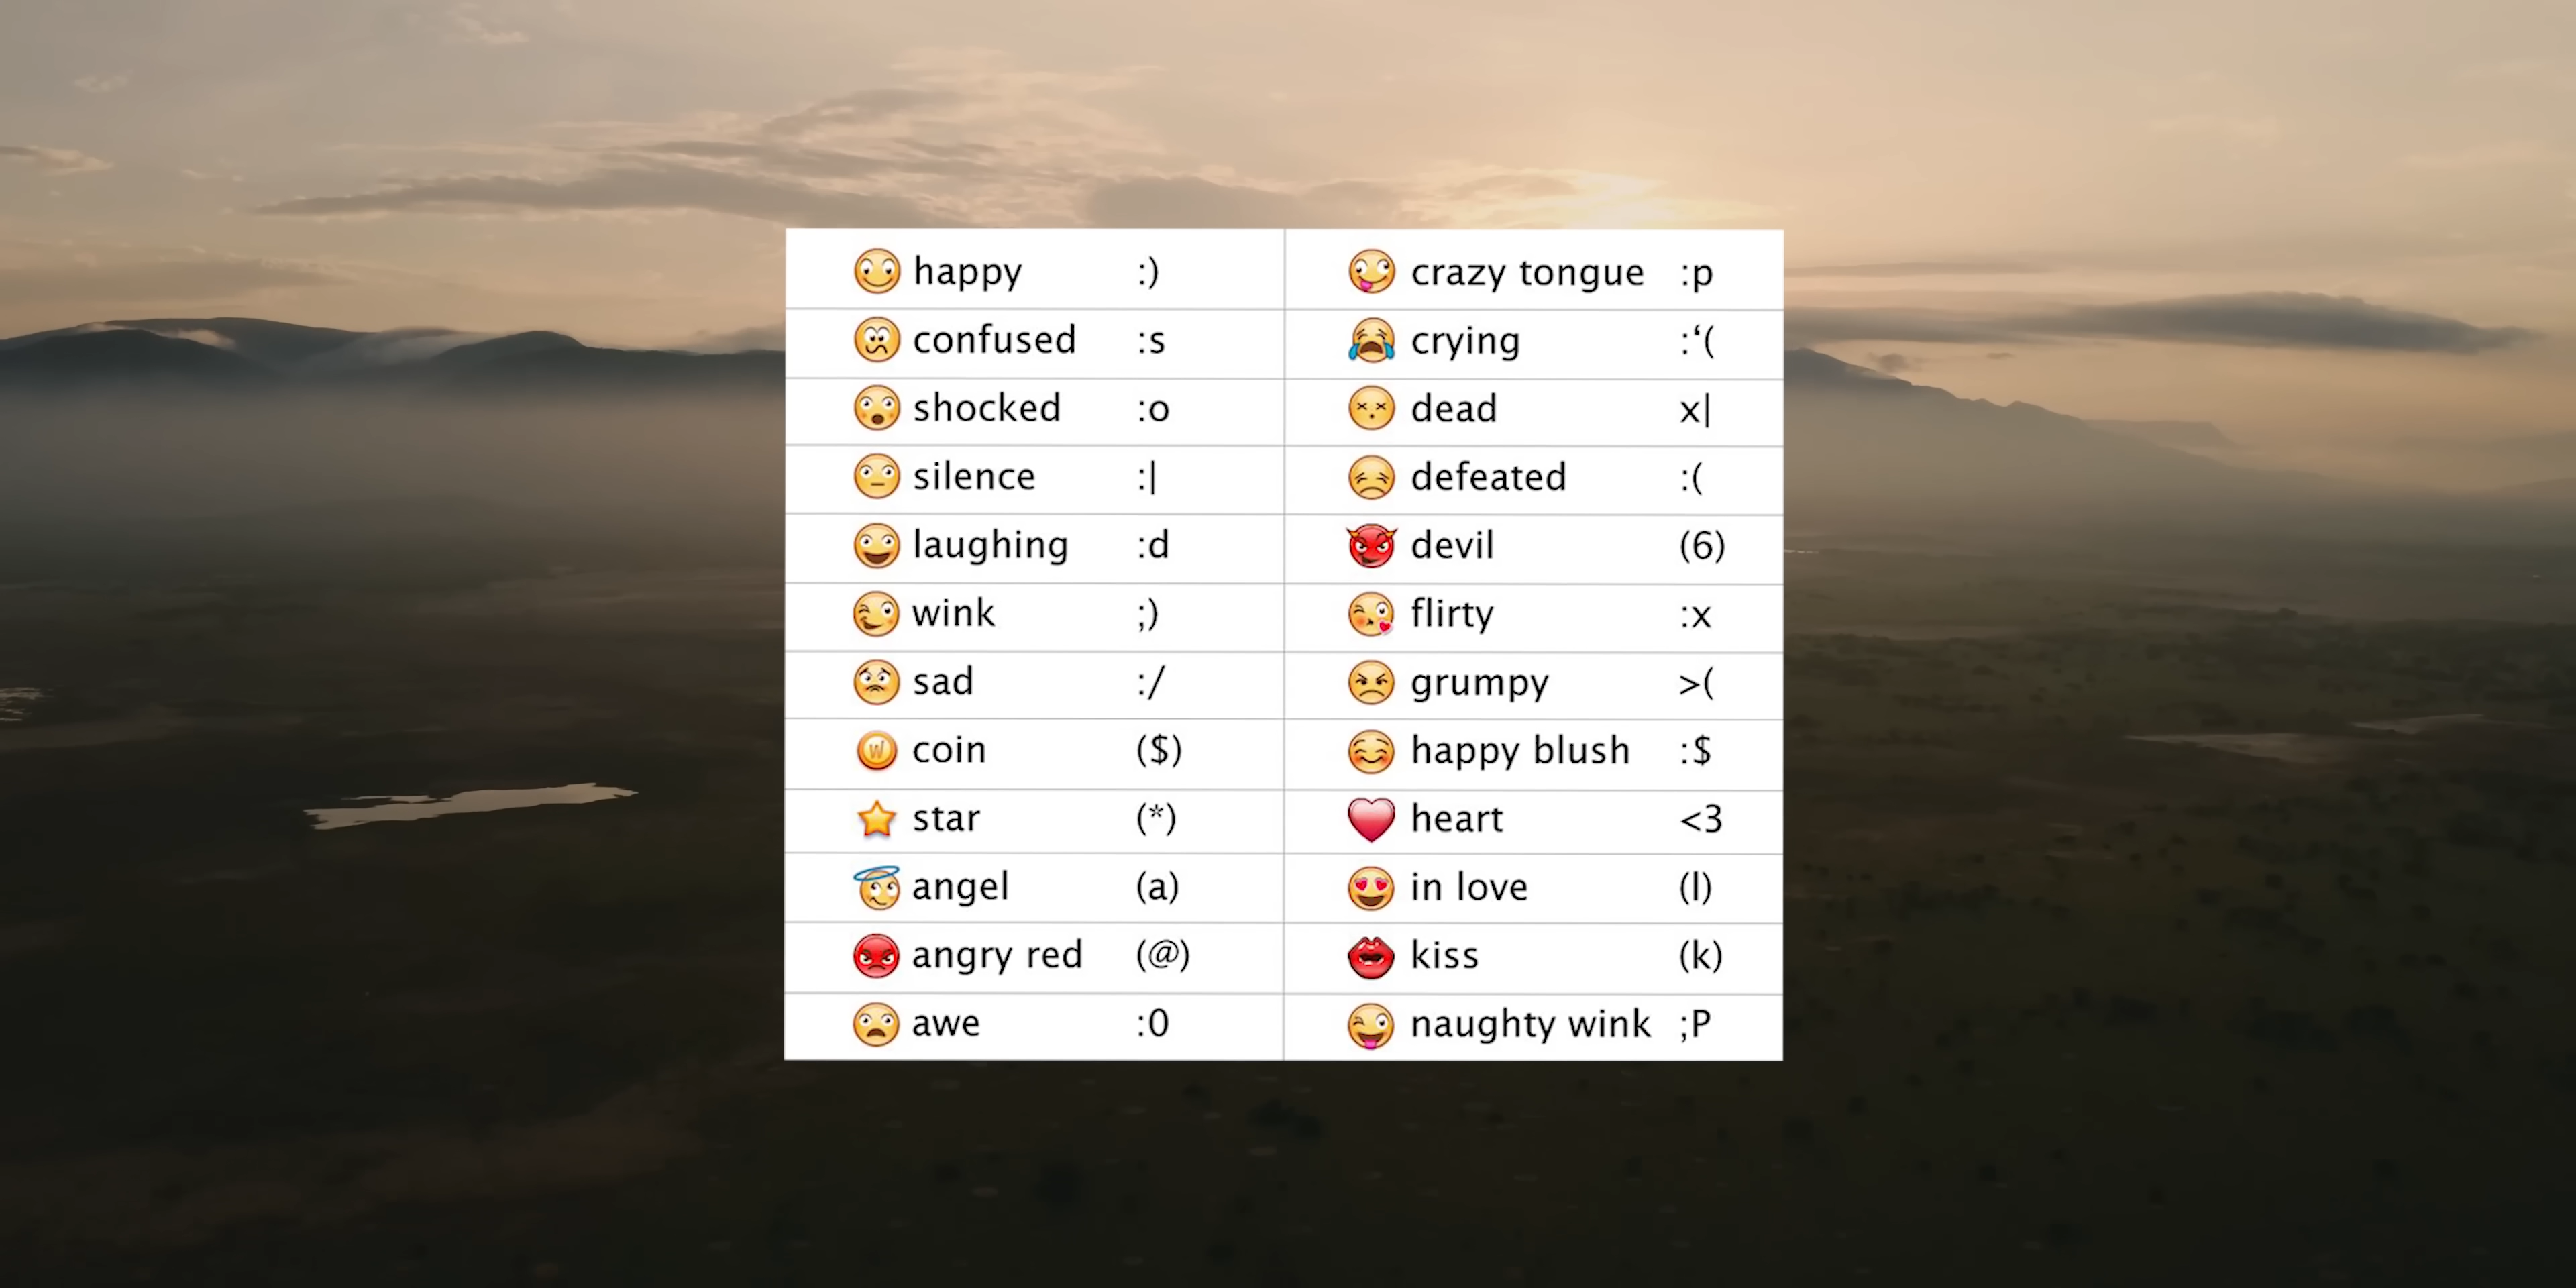 happy :) crazy tongue :p
confused :s crying :‘(
shocked :o dead x|
silence :| defeated :(
laughing :d devil (6)
wink ;) flirty :x
sad :/ grumpy >(
coin ($) happy blush :$
star (*) heart <3
angel (a) in love (l)
angry red (@) kiss (k)
awe :0 naughty wink ;P